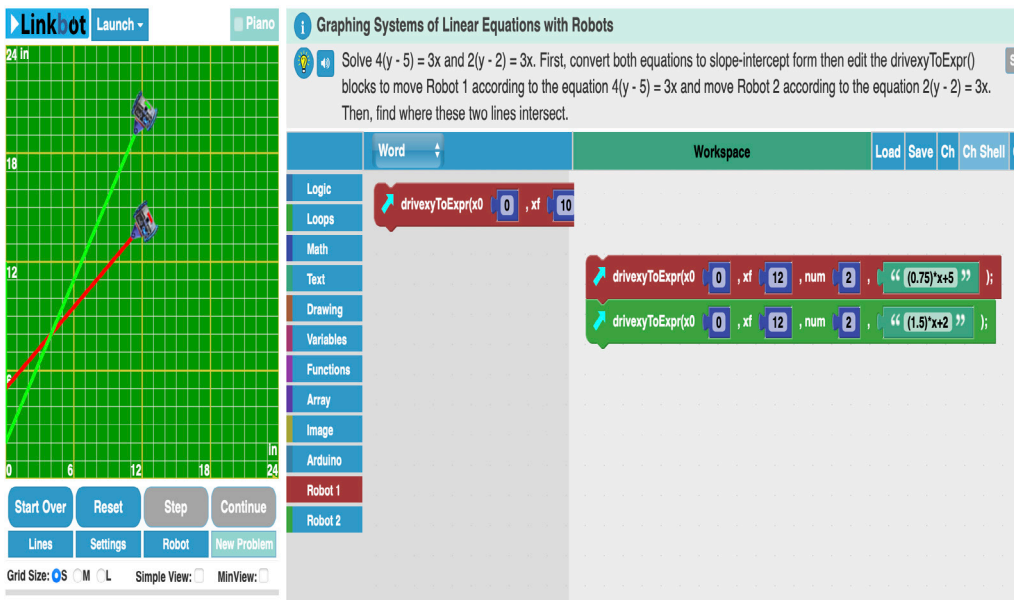 Linkbot Launch Piano
Graphing Systems of Linear Equations with Robots
Solve 4(y - 5) = 3x and 2(y - 2) = 3x. First, convert both equations to slope-intercept form then edit the drivexyToExpr()
blocks to move Robot 1 according to the equation 4(y - 5) = 3x and move Robot 2 according to the equation 2(y - 2) = 3x.
Then, find where these two lines intersect.
24 in
18
12
6
in
0 6 12 18 24
Start Over Reset Step Continue
Lines Settings Robot New Problem
Grid Size: S M L Simple View: MinView:
Word Workspace Load Save Ch Ch Shell
Logic
Loops
Math
Text
Drawing
Variables
Functions
Array
Image
Arduino
Robot 1
Robot 2
drivexyToExpr(x0 0 , xf 10
drivexyToExpr(x0 0 , xf 12 , num 2 , “ (0.75)*x+5 ” );
drivexyToExpr(x0 0 , xf 12 , num 2 , “ (1.5)*x+2 ” );